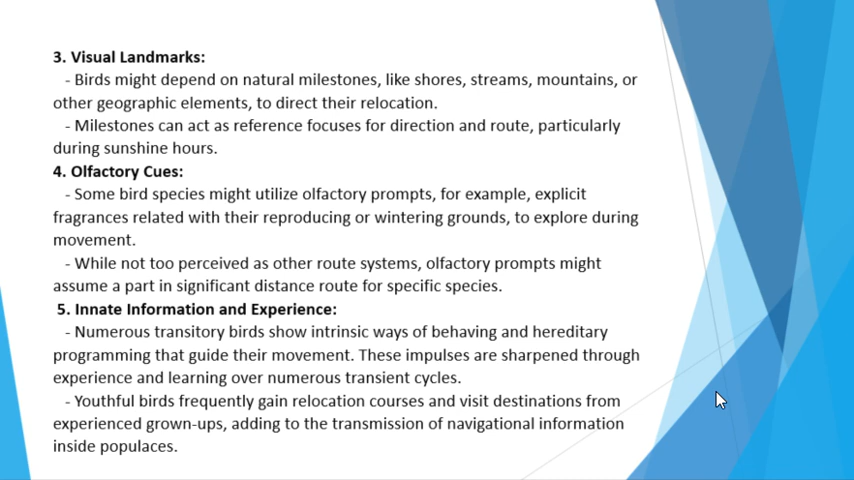 3. Visual Landmarks:
- Birds might depend on natural milestones, like shores, streams, mountains, or
other geographic elements, to direct their relocation.
- Milestones can act as reference focuses for direction and route, particularly
during sunshine hours.
4. Olfactory Cues:
- Some bird species might utilize olfactory prompts, for example, explicit
fragrances related with their reproducing or wintering grounds, to explore during
movement.
- While not too perceived as other route systems, olfactory prompts might
assume a part in significant distance route for specific species.
5. Innate Information and Experience:
- Numerous transitory birds show intrinsic ways of behaving and hereditary
programming that guide their movement. These impulses are sharpened through
experience and learning over numerous transient cycles.
- Youthful birds frequently gain relocation courses and visit destinations from
experienced grown-ups, adding to the transmission of navigational information
inside populaces.